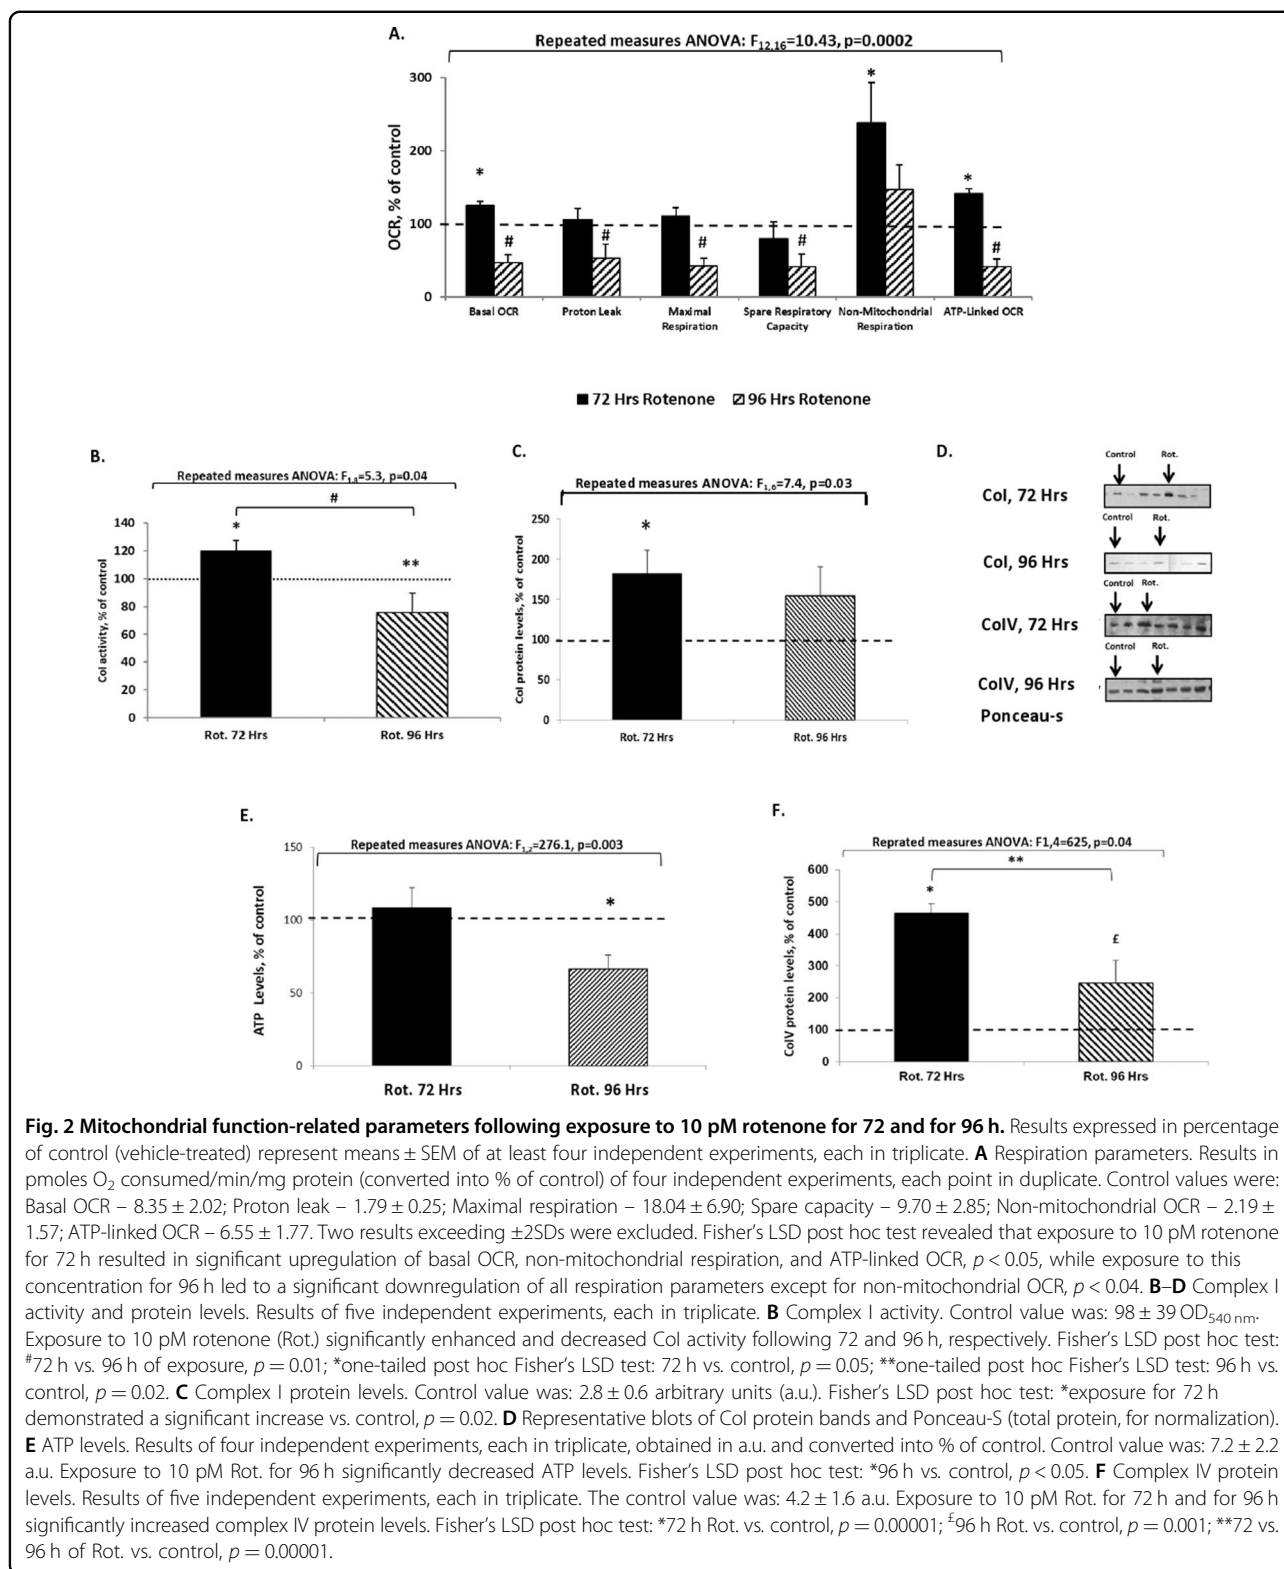 A.
Repeated measures ANOVA: F12,16=10.43, p=0.0002
OCR, % of control
300
200
100
0
*
#
#
*
#
#
*
#
Basal OCR
Proton Leak
Maximal Respiration
Spare Respiratory Capacity
Non-Mitochondrial Respiration
ATP-Linked OCR
72 Hrs Rotenone
96 Hrs Rotenone
B.
Repeated measures ANOVA: F1,8=5.3, p=0.04
#
*
**
CoI activity, % of control
140
120
100
80
60
40
20
0
Rot. 72 Hrs
Rot. 96 Hrs
C.
Repeated measures ANOVA: F1,6=7.4, p=0.03
*
CoI protein levels, % of control
250
200
150
100
50
0
Rot. 72 Hrs
Rot. 96 Hrs
D.
Control
Rot.
CoI, 72 Hrs
Control
Rot.
CoI, 96 Hrs
Control
Rot.
CoIV, 72 Hrs
Control
Rot.
CoIV, 96 Hrs
Ponceau-s
E.
Repeated measures ANOVA: F1,2=276.1, p=0.003
*
ATP Levels, % of control
150
100
50
0
Rot. 72 Hrs
Rot. 96 Hrs
F.
Reprated measures ANOVA: F1,4=625, p=0.04
**
*
£
CoIV protein levels, % of control
600
500
400
300
200
100
0
Rot. 72 Hrs
Rot. 96 Hrs
Fig. 2 Mitochondrial function-related parameters following exposure to 10 pM rotenone for 72 and for 96 h. Results expressed in percentage
of control (vehicle-treated) represent means ± SEM of at least four independent experiments, each in triplicate. A Respiration parameters. Results in
pmoles O2 consumed/min/mg protein (converted into % of control) of four independent experiments, each point in duplicate. Control values were:
Basal OCR – 8.35 ± 2.02; Proton leak – 1.79 ± 0.25; Maximal respiration – 18.04 ± 6.90; Spare capacity – 9.70 ± 2.85; Non-mitochondrial OCR – 2.19 ±
1.57; ATP-linked OCR – 6.55 ± 1.77. Two results exceeding ±2SDs were excluded. Fisher's LSD post hoc test revealed that exposure to 10 pM rotenone
for 72 h resulted in significant upregulation of basal OCR, non-mitochondrial respiration, and ATP-linked OCR, p < 0.05, while exposure to this
concentration for 96 h led to a significant downregulation of all respiration parameters except for non-mitochondrial OCR, p < 0.04. B–D Complex I
activity and protein levels. Results of five independent experiments, each in triplicate. B Complex I activity. Control value was: 98 ± 39 OD540 nm.
Exposure to 10 pM rotenone (Rot.) significantly enhanced and decreased CoI activity following 72 and 96 h, respectively. Fisher's LSD post hoc test:
#72 h vs. 96 h of exposure, p = 0.01; *one-tailed post hoc Fisher's LSD test: 72 h vs. control, p = 0.05; **one-tailed post hoc Fisher's LSD test: 96 h vs.
control, p = 0.02. C Complex I protein levels. Control value was: 2.8 ± 0.6 arbitrary units (a.u.). Fisher's LSD post hoc test: *exposure for 72 h
demonstrated a significant increase vs. control, p = 0.02. D Representative blots of CoI protein bands and Ponceau-S (total protein, for normalization).
E ATP levels. Results of four independent experiments, each in triplicate, obtained in a.u. and converted into % of control. Control value was: 7.2 ± 2.2
a.u. Exposure to 10 pM Rot. for 96 h significantly decreased ATP levels. Fisher's LSD post hoc test: *96 h vs. control, p < 0.05. F Complex IV protein
levels. Results of five independent experiments, each in triplicate. The control value was: 4.2 ± 1.6 a.u. Exposure to 10 pM Rot. for 72 h and for 96 h
significantly increased complex IV protein levels. Fisher's LSD post hoc test: *72 h Rot. vs. control, p = 0.00001; £96 h Rot. vs. control, p = 0.001; **72 vs.
96 h of Rot. vs. control, p = 0.00001.